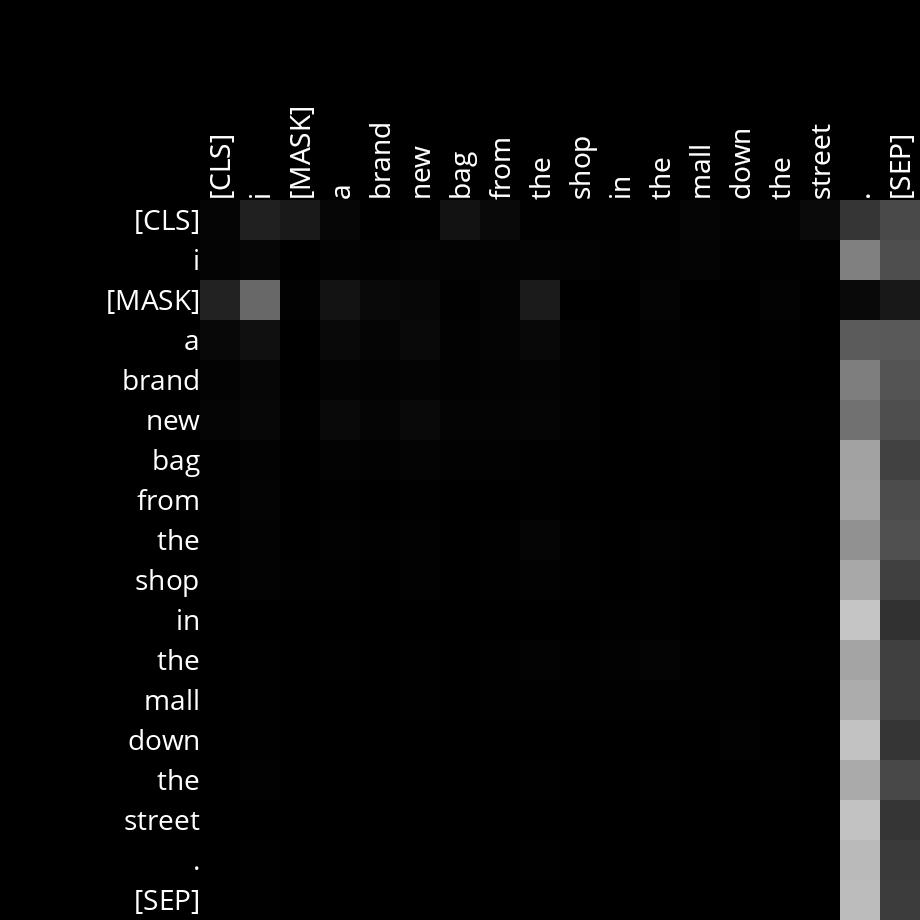 [CLS] i [MASK] a brand new bag from the shop in the mall down the street . [SEP]
[CLS]
i
[MASK]
a
brand
new
bag
from
the
shop
in
the
mall
down
the
street
.
[SEP]